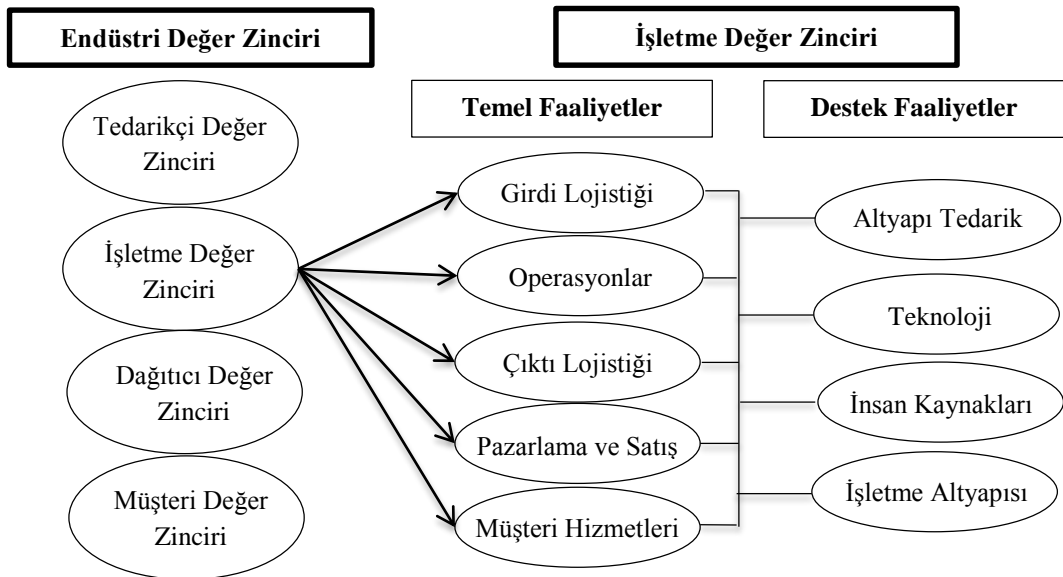 Endüstri Değer Zinciri
İşletme Değer Zinciri
Temel Faaliyetler
Destek Faaliyetler
Tedarikçi Değer
Zinciri
İşletme Değer
Zinciri
Dağıtıcı Değer
Zinciri
Müşteri Değer
Zinciri
Girdi Lojistiği
Operasyonlar
Çıktı Lojistiği
Pazarlama ve Satış
Müşteri Hizmetleri
Altyapı Tedarik
Teknoloji
İnsan Kaynakları
İşletme Altyapısı